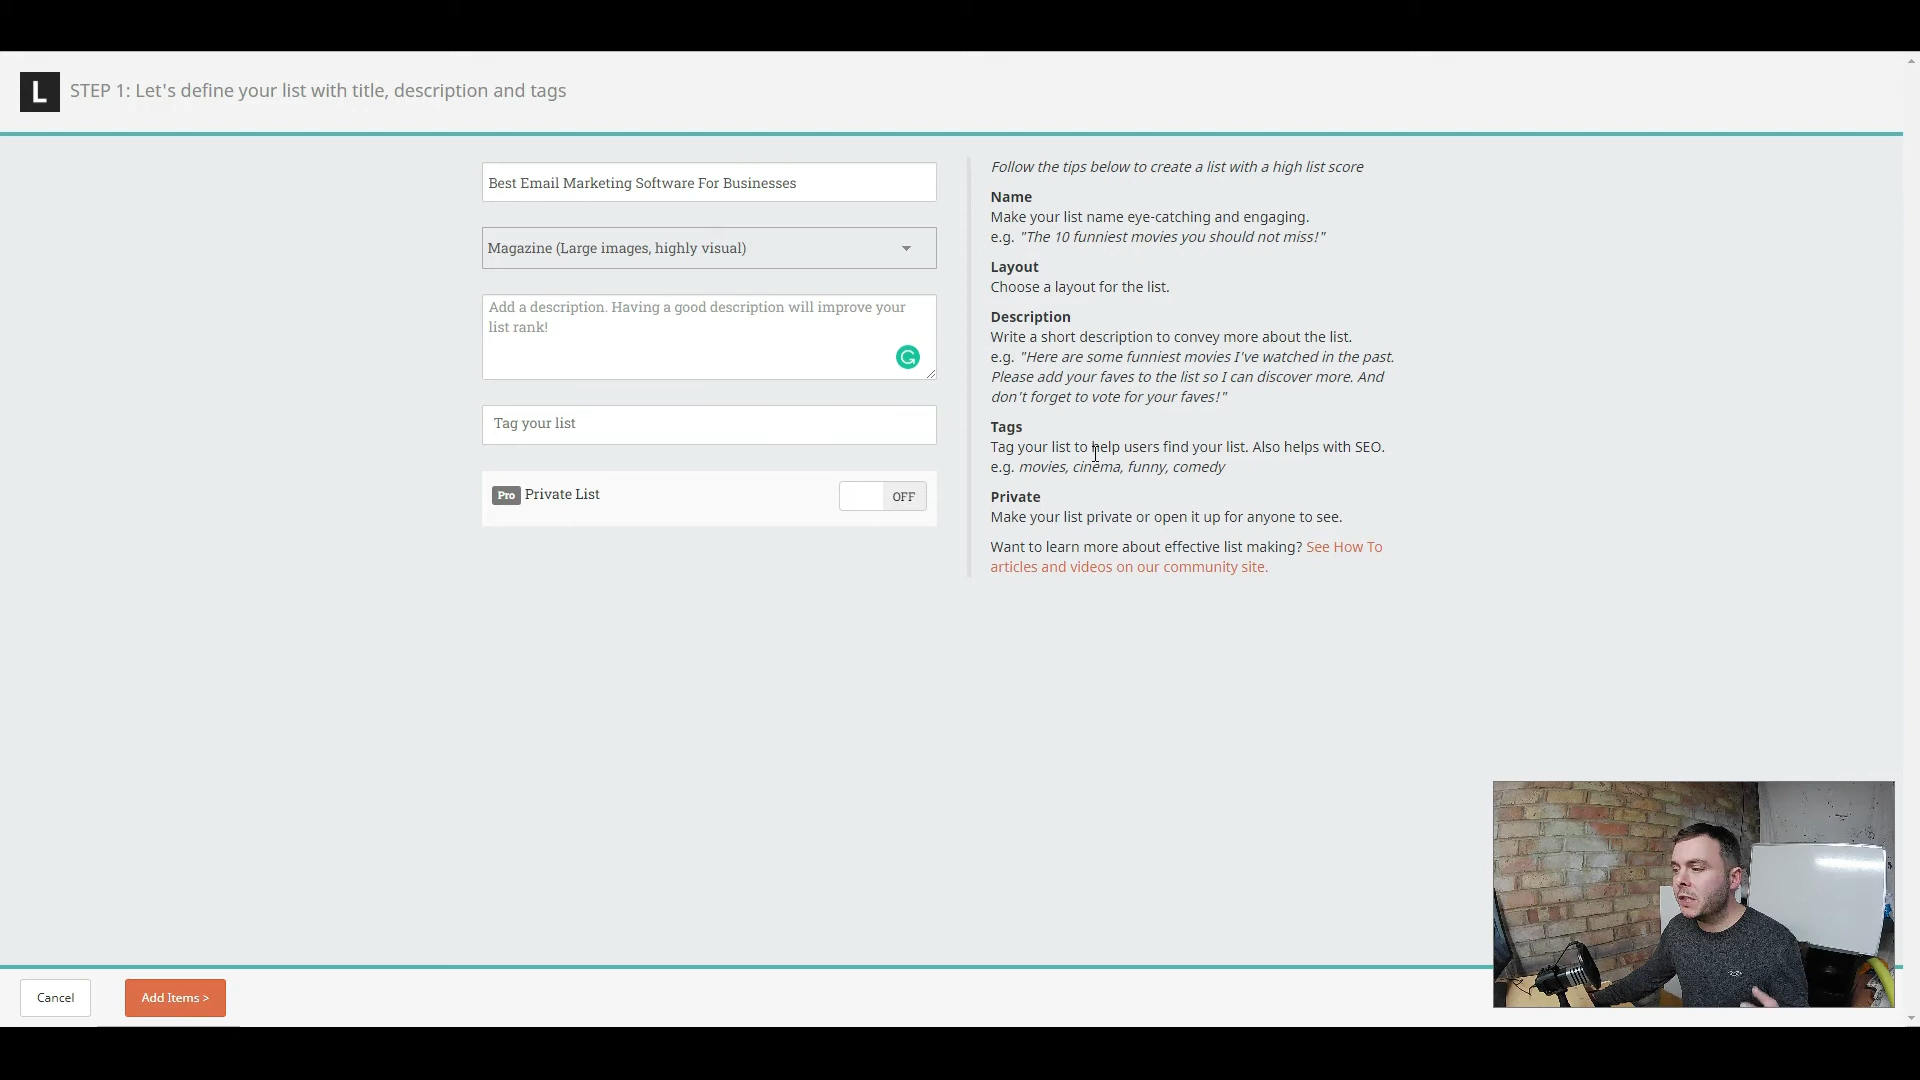 L
STEP 1: Let's define your list with title, description and tags
Best Email Marketing Software For Businesses
Magazine (Large images, highly visual)
Add a description. Having a good description will improve your
list rank!
Tag your list
Pro Private List
OFF
Follow the tips below to create a list with a high list score
Name
Make your list name eye-catching and engaging.
e.g. "The 10 funniest movies you should not miss!"
Layout
Choose a layout for the list.
Description
Write a short description to convey more about the list.
e.g. "Here are some funniest movies I've watched in the past.
Please add your faves to the list so I can discover more. And
don't forget to vote for your faves!"
Tags
Tag your list to help users find your list. Also helps with SEO.
e.g. movies, cinema, funny, comedy
Private
Make your list private or open it up for anyone to see.
Want to learn more about effective list making? See How To
articles and videos on our community site.
Cancel
Add Items >